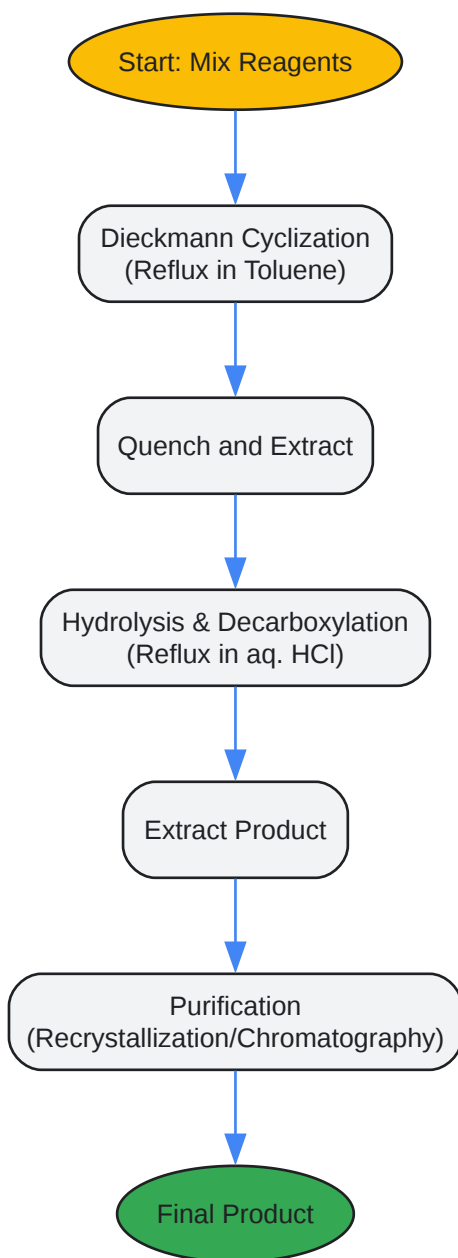 Start: Mix Reagents
Dieckmann Cyclization
(Reflux in Toluene)
Quench and Extract
Hydrolysis & Decarboxylation
(Reflux in aq. HCl)
Extract Product
Purification
(Recrystallization/Chromatography)
Final Product